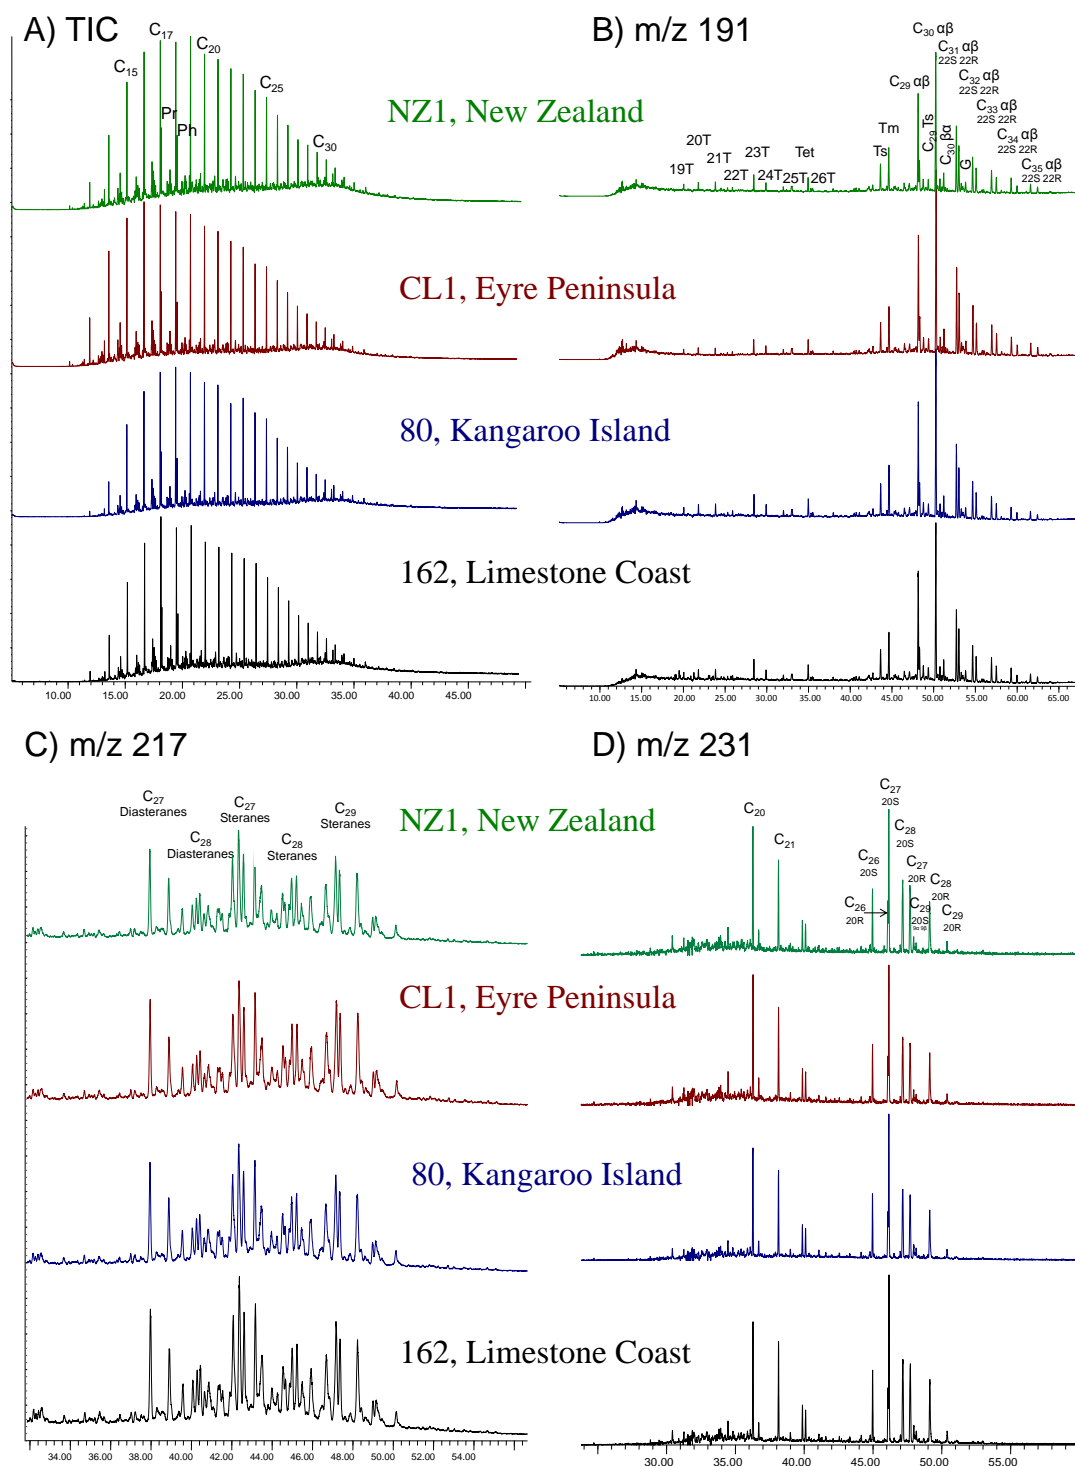 A) TIC
C15
C17
C20
C25
C30
Pr
Ph
NZ1, New Zealand
CL1, Eyre Peninsula
80, Kangaroo Island
162, Limestone Coast
10.00 15.00 20.00 25.00 30.00 35.00 40.00 45.00
B) m/z 191
19T
20T
21T
22T
23T
24T
25T
Tet
26T
Ts
Tm
C29 αβ
C29 Ts
C30 αβ
C30 βα
C31 αβ
22S 22R
G
C32 αβ
22S 22R
C33 αβ
22S 22R
C34 αβ
22S 22R
C35 αβ
22S 22R
10.00 15.00 20.00 25.00 30.00 35.00 40.00 45.00 50.00 55.00 60.00 65.00
C) m/z 217
C27
Diasteranes
C28
Diasteranes
C27
Steranes
C28
Steranes
C29
Steranes
NZ1, New Zealand
CL1, Eyre Peninsula
80, Kangaroo Island
162, Limestone Coast
34.00 36.00 38.00 40.00 42.00 44.00 46.00 48.00 50.00 52.00 54.00
D) m/z 231
C20
C21
C26
20S
C26
20R
C27
20S
C28
20S
C27
20R
C29
20S
9α 9β
C28
20R
C29
20R
30.00 35.00 40.00 45.00 50.00 55.00